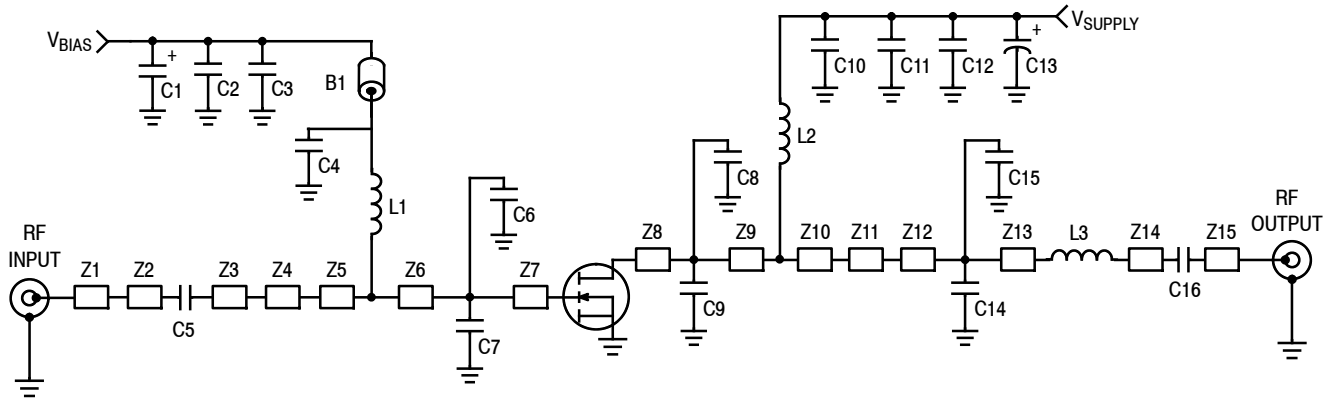 VBIAS
+
C1
C2
C3
B1
C4
L1
C6
RF
INPUT
Z1
Z2
C5
Z3
Z4
Z5
Z6
C7
Z7
VSUPPLY
+
C10
C11
C12
C13
L2
C8
C15
Z8
C9
Z9
Z10
Z11
Z12
C14
Z13
L3
Z14
C16
Z15
RF
OUTPUT